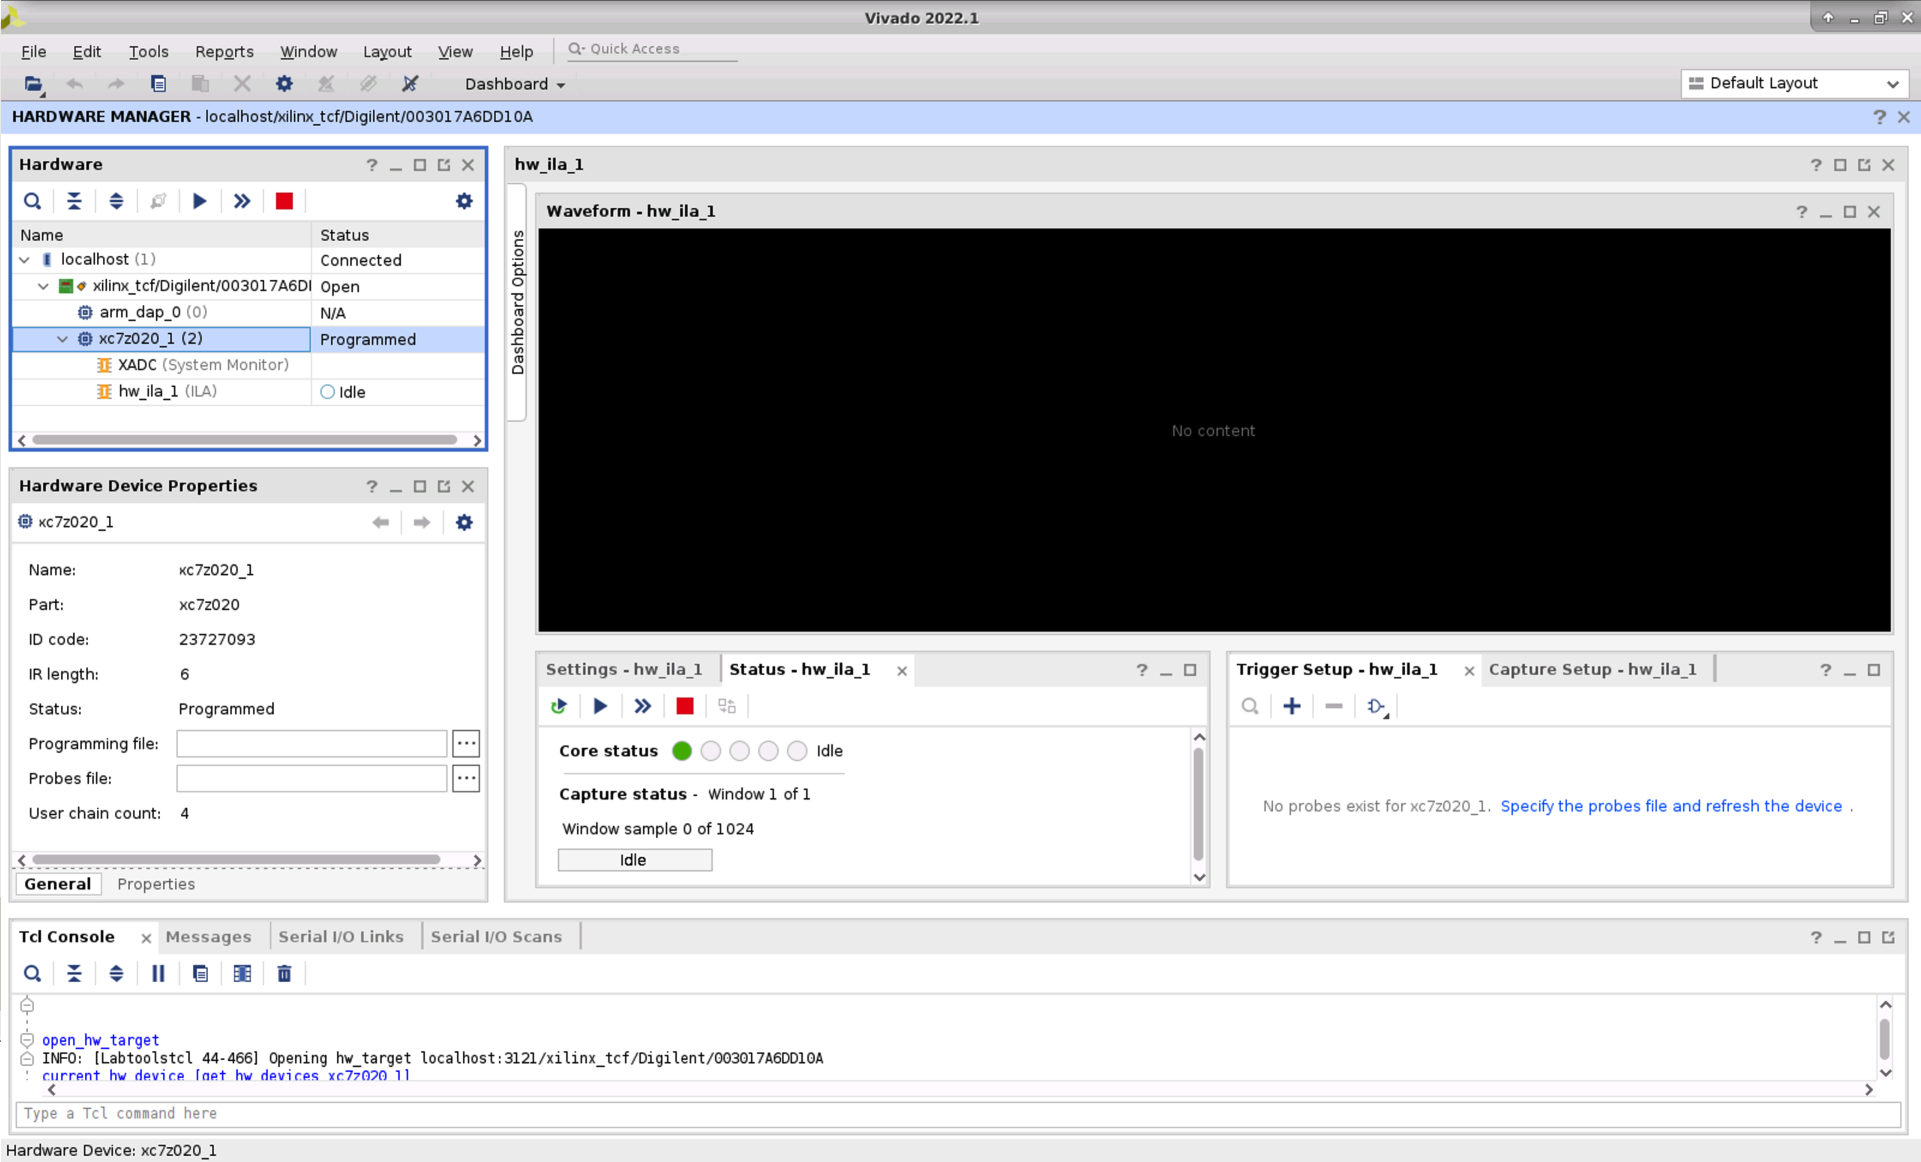 Vivado 2022.1
File Edit Tools Reports Window Layout View Help Quick Access
Dashboard Default Layout
HARDWARE MANAGER - localhost/xilinx_tcf/Digilent/003017A6DD10A
Hardware
Name Status
localhost (1) Connected
xilinx_tcf/Digilent/003017A6D Open
arm_dap_0 (0) N/A
xc7z020_1 (2) Programmed
XADC (System Monitor)
hw_ila_1 (ILA) Idle
Hardware Device Properties
xc7z020_1
Name: xc7z020_1
Part: xc7z020
ID code: 23727093
IR length: 6
Status: Programmed
Programming file: ...
Probes file: ...
User chain count: 4
General Properties
hw_ila_1
Dashboard Options
Waveform - hw_ila_1
No content
Settings - hw_ila_1 Status - hw_ila_1
Core status Idle
Capture status - Window 1 of 1
Window sample 0 of 1024
Idle
Trigger Setup - hw_ila_1 Capture Setup - hw_ila_1
No probes exist for xc7z020_1. Specify the probes file and refresh the device .
Tcl Console Messages Serial I/O Links Serial I/O Scans
open_hw_target
INFO: [Labtoolstcl 44-466] Opening hw_target localhost:3121/xilinx_tcf/Digilent/003017A6DD10A
current_hw_device [get_hw_devices xc7z020_1]
Type a Tcl command here
Hardware Device: xc7z020_1